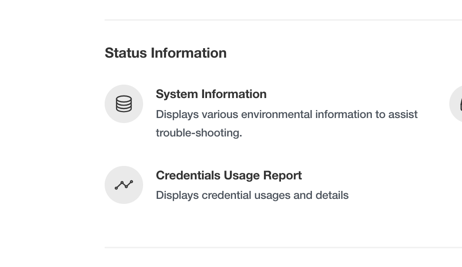 Status Information
System Information
Displays various environmental information to assist
trouble-shooting.
Credentials Usage Report
Displays credential usages and details